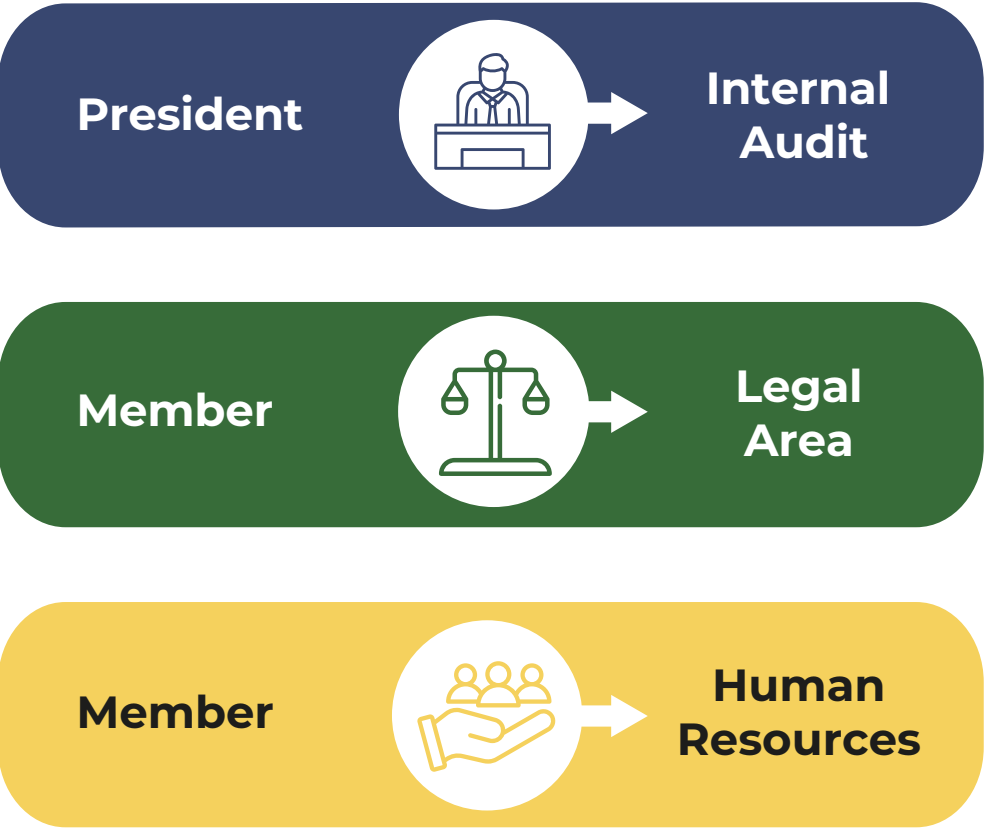 President
Internal
Audit
Member
Legal
Area
Member
Human
Resources